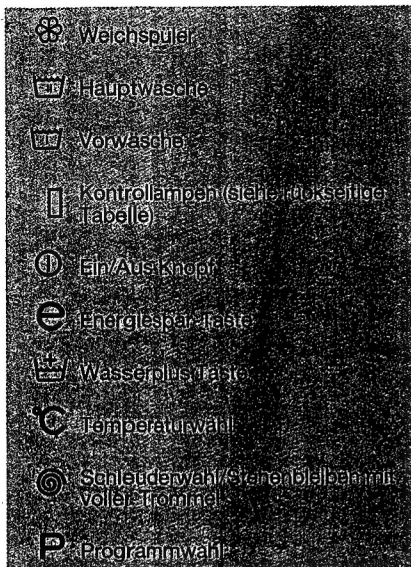 Weichspüler
Hauptwäsche
Vorwäsche
Kontrollampen (siehe rückseitige
Tabelle)
Ein/Aus Knopf
e Energiespar-Taste
Wasserplus-Taste
°C Temperaturwahl
Schleuderwahl/Stehenbleiben mit
voller Trommel
P Programmwahl